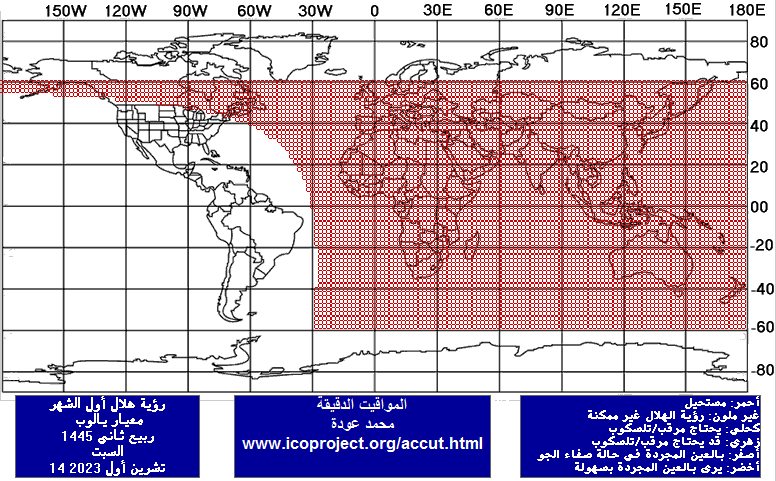 150W 120W 90W 60W 30W 0 30E 60E 90E 120E 150E 180E
80
60
40
20
00
-20
-40
-60
-80
رؤية هلال أول الشهر
معيار يالوب
ربيع ثاني 1445
السبت
14 تشرين أول 2023
المواقيت الدقيقة
محمد عودة
www.icoproject.org/accut.html
أحمر: مستحيل
غير ملون: رؤية الهلال غير ممكنة
كحلي: يحتاج مرقب/تلسكوب
زهري: قد يحتاج مرقب/تلسكوب
أصفر: بالعين المجردة في حالة صفاء الجو
أخضر: يرى بالعين المجردة بسهولة